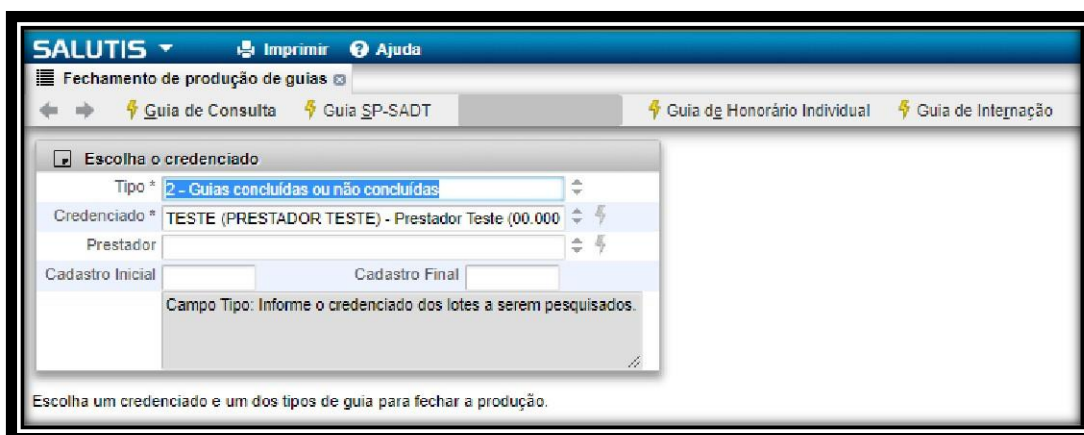 SALUTIS Imprimir Ajuda
Fechamento de produção de guias
Guia de Consulta Guia SP-SADT Guia de Honorário Individual Guia de Internação
Escolha o credenciado
Tipo * 2 - Guias concluídas ou não concluídas
Credenciado * TESTE (PRESTADOR TESTE) - Prestador Teste (00.000
Prestador
Cadastro Inicial Cadastro Final
Campo Tipo: Informe o credenciado dos lotes a serem pesquisados.
Escolha um credenciado e um dos tipos de guia para fechar a produção.